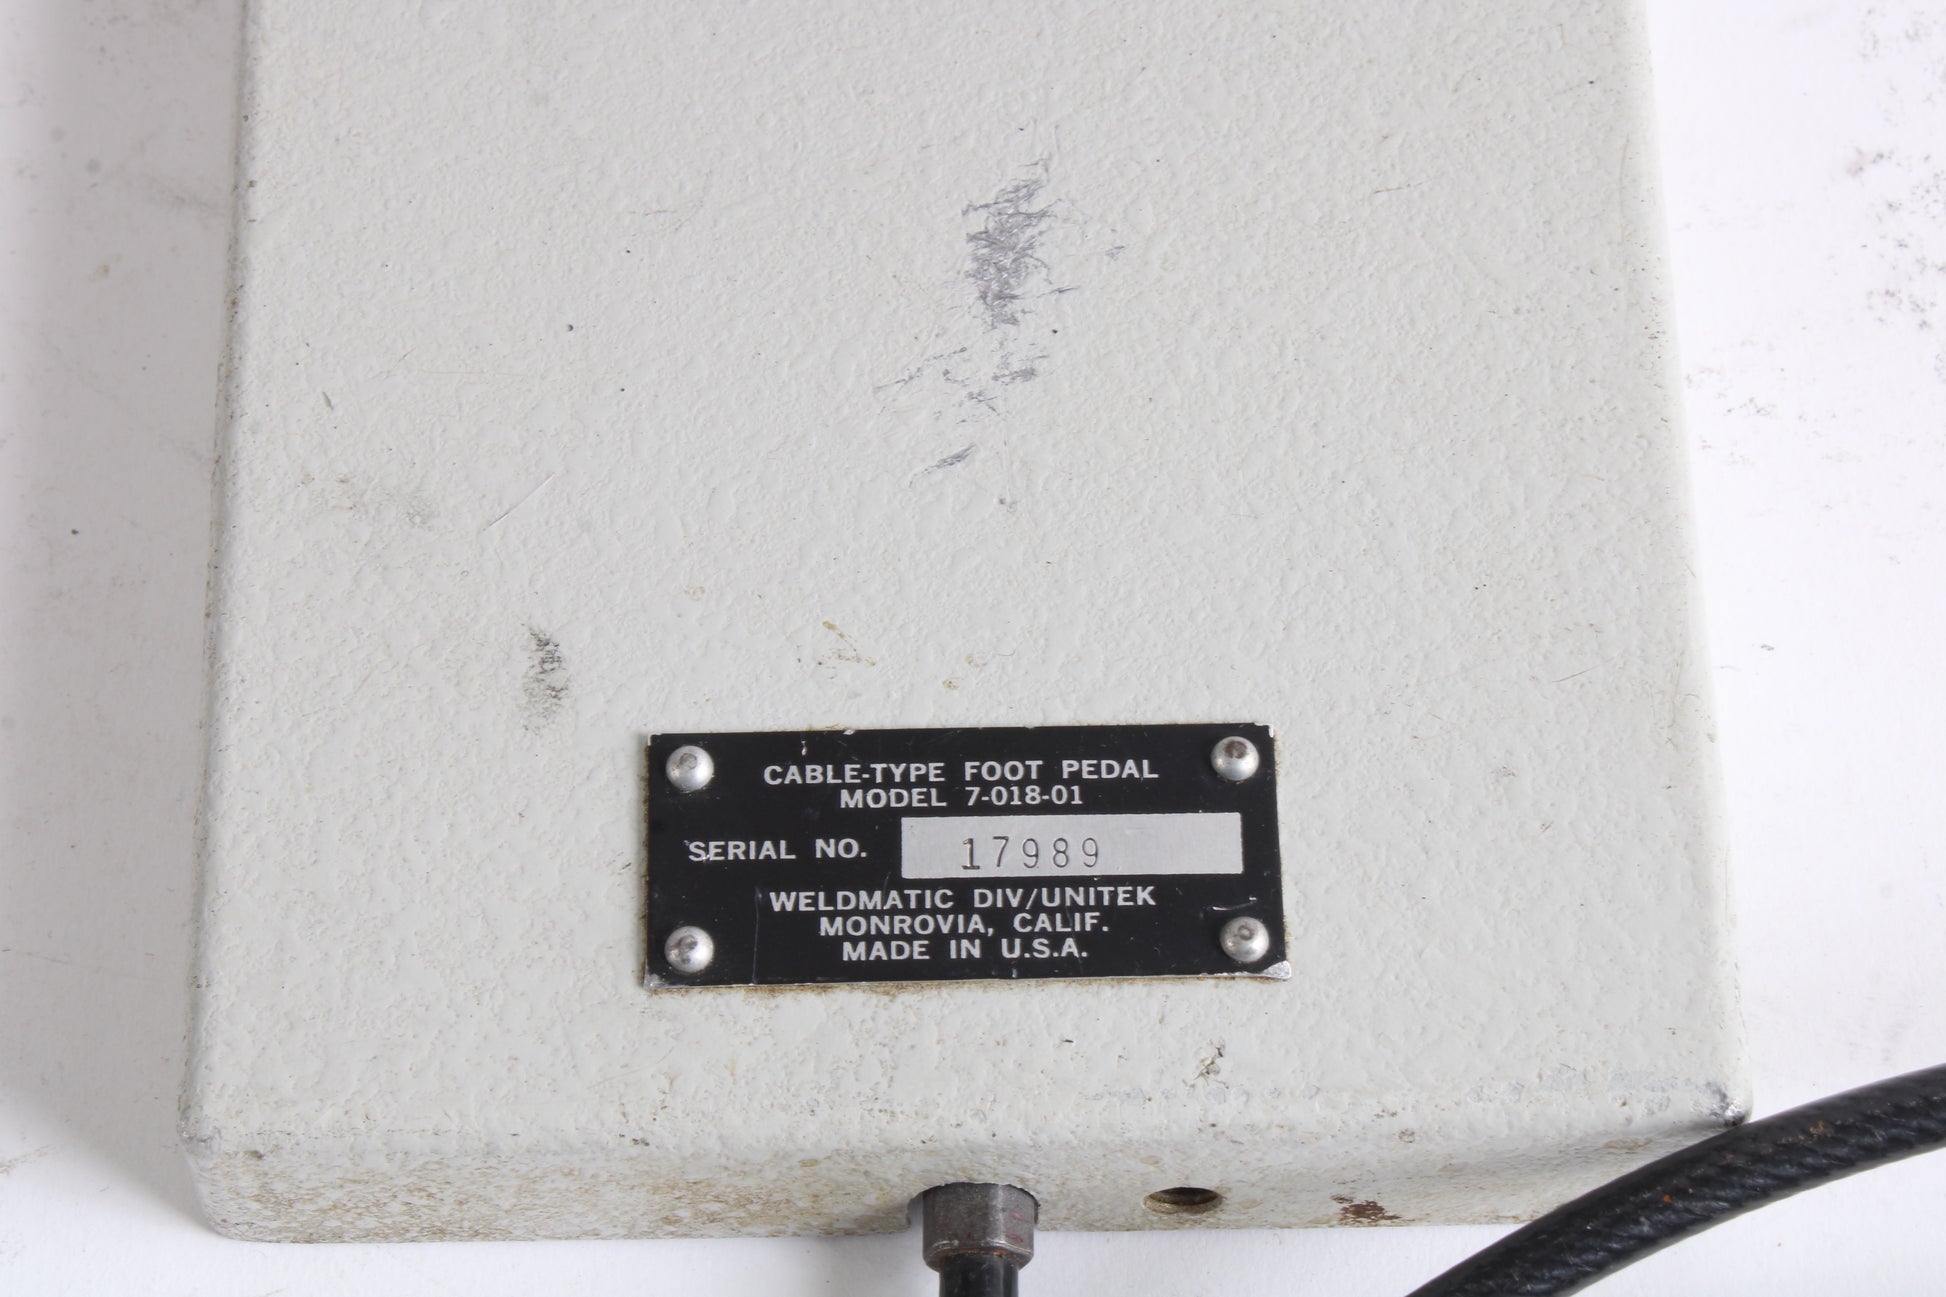 CABLE-TYPE FOOT PEDAL
MODEL 7-018-01
SERIAL NO. 17989
WELDMATIC DIV/UNITEK
MONROVIA, CALIF.
MADE IN U.S.A.